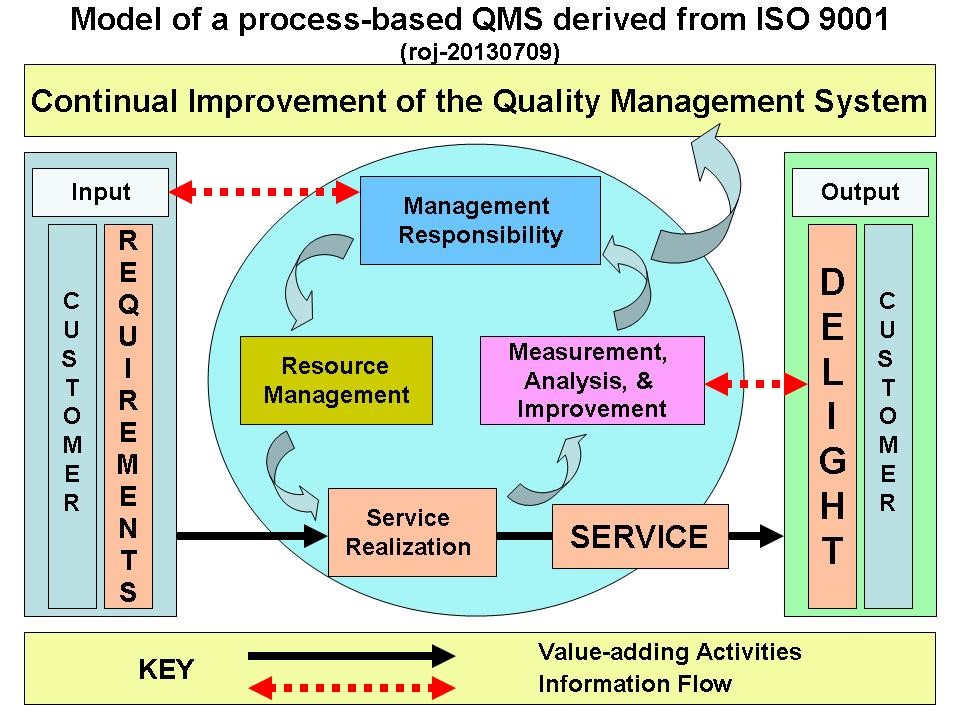 Model of a process-based QMS derived from ISO 9001
(roj-20130709)
Continual Improvement of the Quality Management System
Input
CUSTOMER
REQUIREMENTS
Management
Responsibility
Resource
Management
Measurement,
Analysis, &
Improvement
Service
Realization
SERVICE
Output
DELIGHT
CUSTOMER
KEY
Value-adding Activities
Information Flow